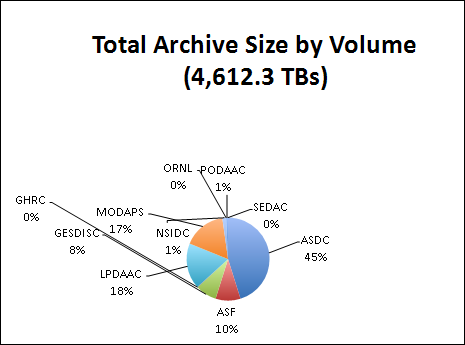 Total Archive Size by Volume
(4,612.3 TBs)
ORNL
0%
PODAAC
1%
SEDAC
0%
GHRC
0%
MODAPS
17%
GESDISC
8%
NSIDC
1%
ASDC
45%
LPDAAC
18%
ASF
10%